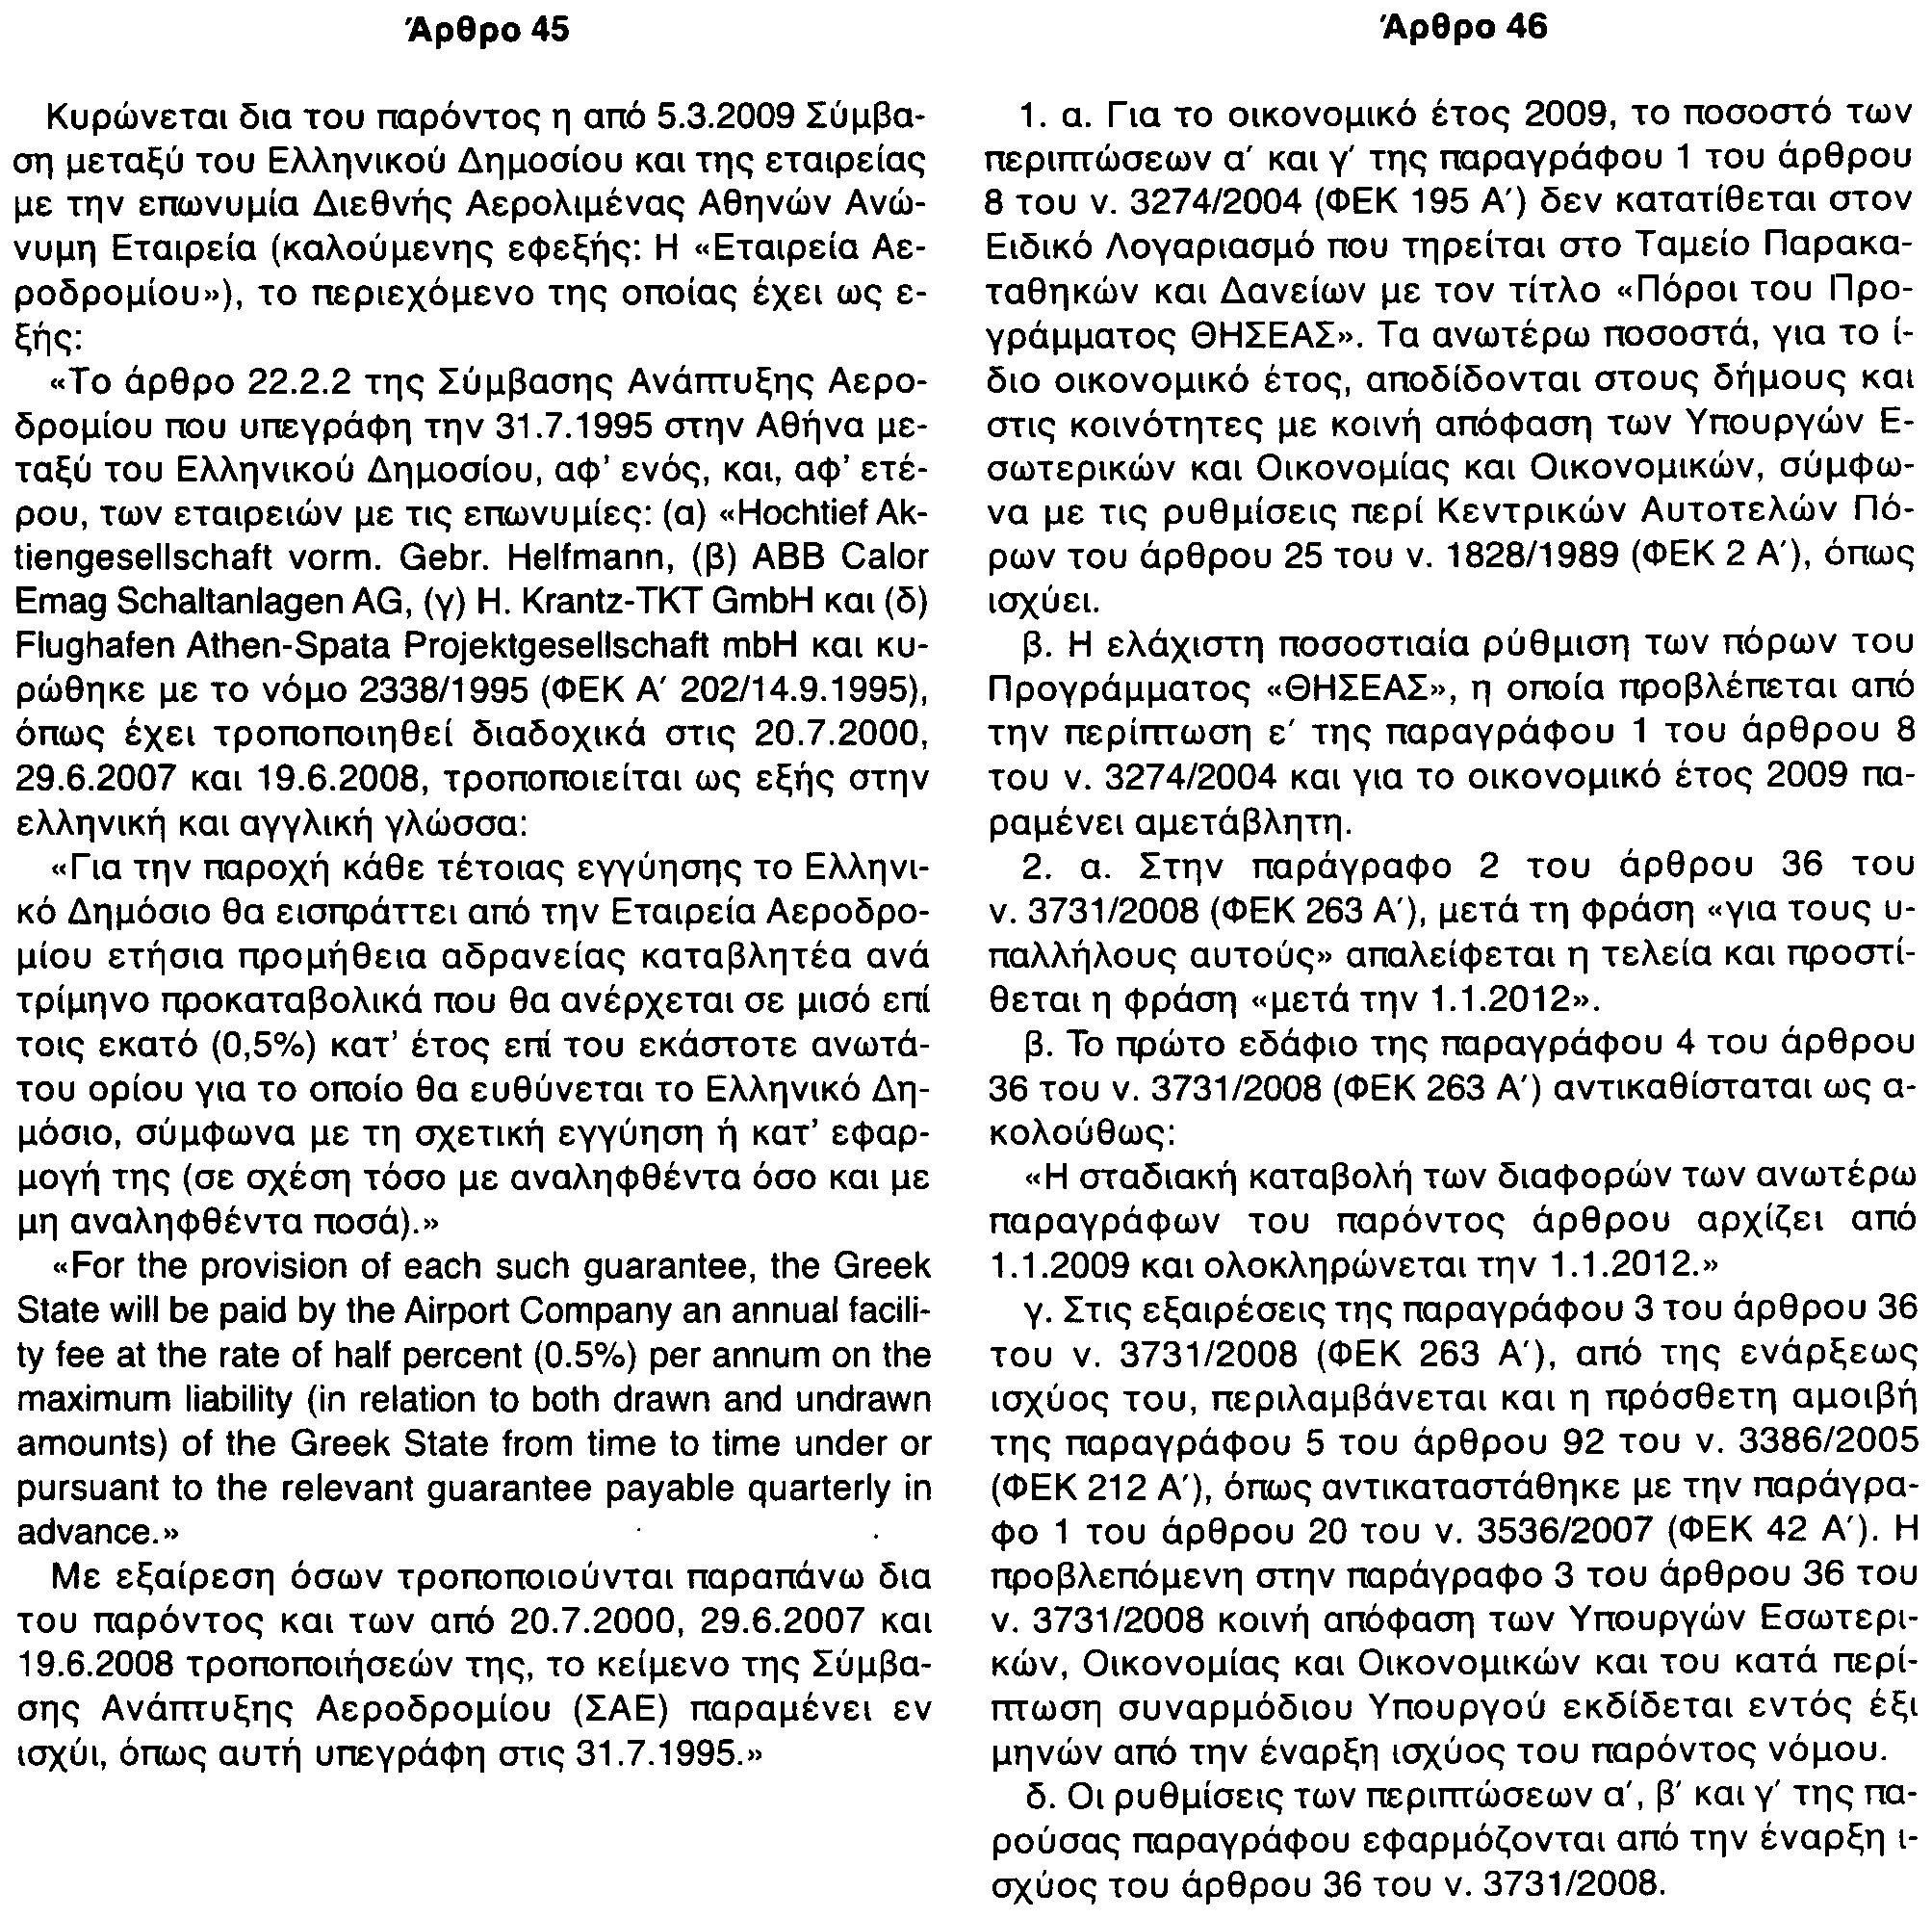 Άρθρο 45
Κυρώνεται δια του παρόντος η από 5.3.2009 Σύμβα-
ση μεταξύ του Ελληνικού Δημοσίου και της εταιρείας
με την επωνυμία Διεθνής Αερολιμένας Αθηνών Ανώ-
νυμη Εταιρεία (καλούμενης εφεξής: Η «Εταιρεία Αε-
ροδρομίου»), το περιεχόμενο της οποίας έχει ως ε-
ξής:
«Το άρθρο 22.2.2 της Σύμβασης Ανάπτυξης Αερο-
δρομίου που υπεγράφη την 31.7.1995 στην Αθήνα με-
ταξύ του Ελληνικού Δημοσίου, αφ’ ενός, και, αφ’ ετέ-
ρου, των εταιρειών με τις επωνυμίες: (α) «Hochtief Ak-
tiengesellschaft vorm. Gebr. Helfmann, (β) ABB Calor
Emag Schaltanlagen AG, (γ) H. Krantz-TKT GmbH και (δ)
Flughafen Athen-Spata Projektgesellschaft mbH και κυ-
ρώθηκε με το νόμο 2338/1995 (ΦΕΚ Α’ 202/14.9.1995),
όπως έχει τροποποιηθεί διαδοχικά στις 20.7.2000,
29.6.2007 και 19.6.2008, τροποποιείται ως εξής στην
ελληνική και αγγλική γλώσσα:
«Για την παροχή κάθε τέτοιας εγγύησης το Ελληνι-
κό Δημόσιο θα εισπράττει από την Εταιρεία Αεροδρο-
μίου ετήσια προμήθεια αδρανείας καταβλητέα ανά
τρίμηνο προκαταβολικά που θα ανέρχεται σε μισό επί
τοις εκατό (0,5%) κατ’ έτος επί του εκάστοτε ανωτά-
του ορίου για το οποίο θα ευθύνεται το Ελληνικό Δη-
μόσιο, σύμφωνα με τη σχετική εγγύηση ή κατ’ εφαρ-
μογή της (σε σχέση τόσο με αναληφθέντα όσο και με
μη αναληφθέντα ποσά).»
«For the provision of each such guarantee, the Greek
State will be paid by the Airport Company an annual facili-
ty fee at the rate of half percent (0.5%) per annum on the
maximum liability (in relation to both drawn and undrawn
amounts) of the Greek State from time to time under or
pursuant to the relevant guarantee payable quarterly in
advance.»
Με εξαίρεση όσων τροποποιούνται παραπάνω δια
του παρόντος και των από 20.7.2000, 29.6.2007 και
19.6.2008 τροποποιήσεών της, το κείμενο της Σύμβα-
σης Ανάπτυξης Αεροδρομίου (ΣΑΕ) παραμένει εν
ισχύι, όπως αυτή υπεγράφη στις 31.7.1995.»
Άρθρο 46
1. α. Για το οικονομικό έτος 2009, το ποσοστό των
περιπτώσεων α’ και γ’ της παραγράφου 1 του άρθρου
8 του ν. 3274/2004 (ΦΕΚ 195 Α’) δεν κατατίθεται στον
Ειδικό Λογαριασμό που τηρείται στο Ταμείο Παρακα-
ταθηκών και Δανείων με τον τίτλο «Πόροι του Προ-
γράμματος ΘΗΣΕΑΣ». Τα ανωτέρω ποσοστά, για το ί-
διο οικονομικό έτος, αποδίδονται στους δήμους και
στις κοινότητες με κοινή απόφαση των Υπουργών Ε-
σωτερικών και Οικονομίας και Οικονομικών, σύμφω-
να με τις ρυθμίσεις περί Κεντρικών Αυτοτελών Πό-
ρων του άρθρου 25 του ν. 1828/1989 (ΦΕΚ 2 Α’), όπως
ισχύει.
β. Η ελάχιστη ποσοστιαία ρύθμιση των πόρων του
Προγράμματος «ΘΗΣΕΑΣ», η οποία προβλέπεται από
την περίπτωση ε’ της παραγράφου 1 του άρθρου 8
του ν. 3274/2004 και για το οικονομικό έτος 2009 πα-
ραμένει αμετάβλητη.
2. α. Στην παράγραφο 2 του άρθρου 36 του
ν. 3731/2008 (ΦΕΚ 263 Α’), μετά τη φράση «για τους υ-
παλλήλους αυτούς» απαλείφεται η τελεία και προστί-
θεται η φράση «μετά την 1.1.2012».
β. Το πρώτο εδάφιο της παραγράφου 4 του άρθρου
36 του ν. 3731/2008 (ΦΕΚ 263 Α’) αντικαθίσταται ως α-
κολούθως:
«Η σταδιακή καταβολή των διαφορών των ανωτέρω
παραγράφων του παρόντος άρθρου αρχίζει από
1.1.2009 και ολοκληρώνεται την 1.1.2012.»
γ. Στις εξαιρέσεις της παραγράφου 3 του άρθρου 36
του ν. 3731/2008 (ΦΕΚ 263 Α’), από της ενάρξεως
ισχύος του, περιλαμβάνεται και η πρόσθετη αμοιβή
της παραγράφου 5 του άρθρου 92 του ν. 3386/2005
(ΦΕΚ 212 Α’), όπως αντικαταστάθηκε με την παράγρα-
φο 1 του άρθρου 20 του ν. 3536/2007 (ΦΕΚ 42 Α’). Η
προβλεπόμενη στην παράγραφο 3 του άρθρου 36 του
ν. 3731/2008 κοινή απόφαση των Υπουργών Εσωτερι-
κών, Οικονομίας και Οικονομικών και του κατά περί-
πτωση συναρμόδιου Υπουργού εκδίδεται εντός έξι
μηνών από την έναρξη ισχύος του παρόντος νόμου.
δ. Οι ρυθμίσεις των περιπτώσεων α’, β’ και γ’ της πα-
ρούσας παραγράφου εφαρμόζονται από την έναρξη ι-
σχύος του άρθρου 36 του ν. 3731/2008.